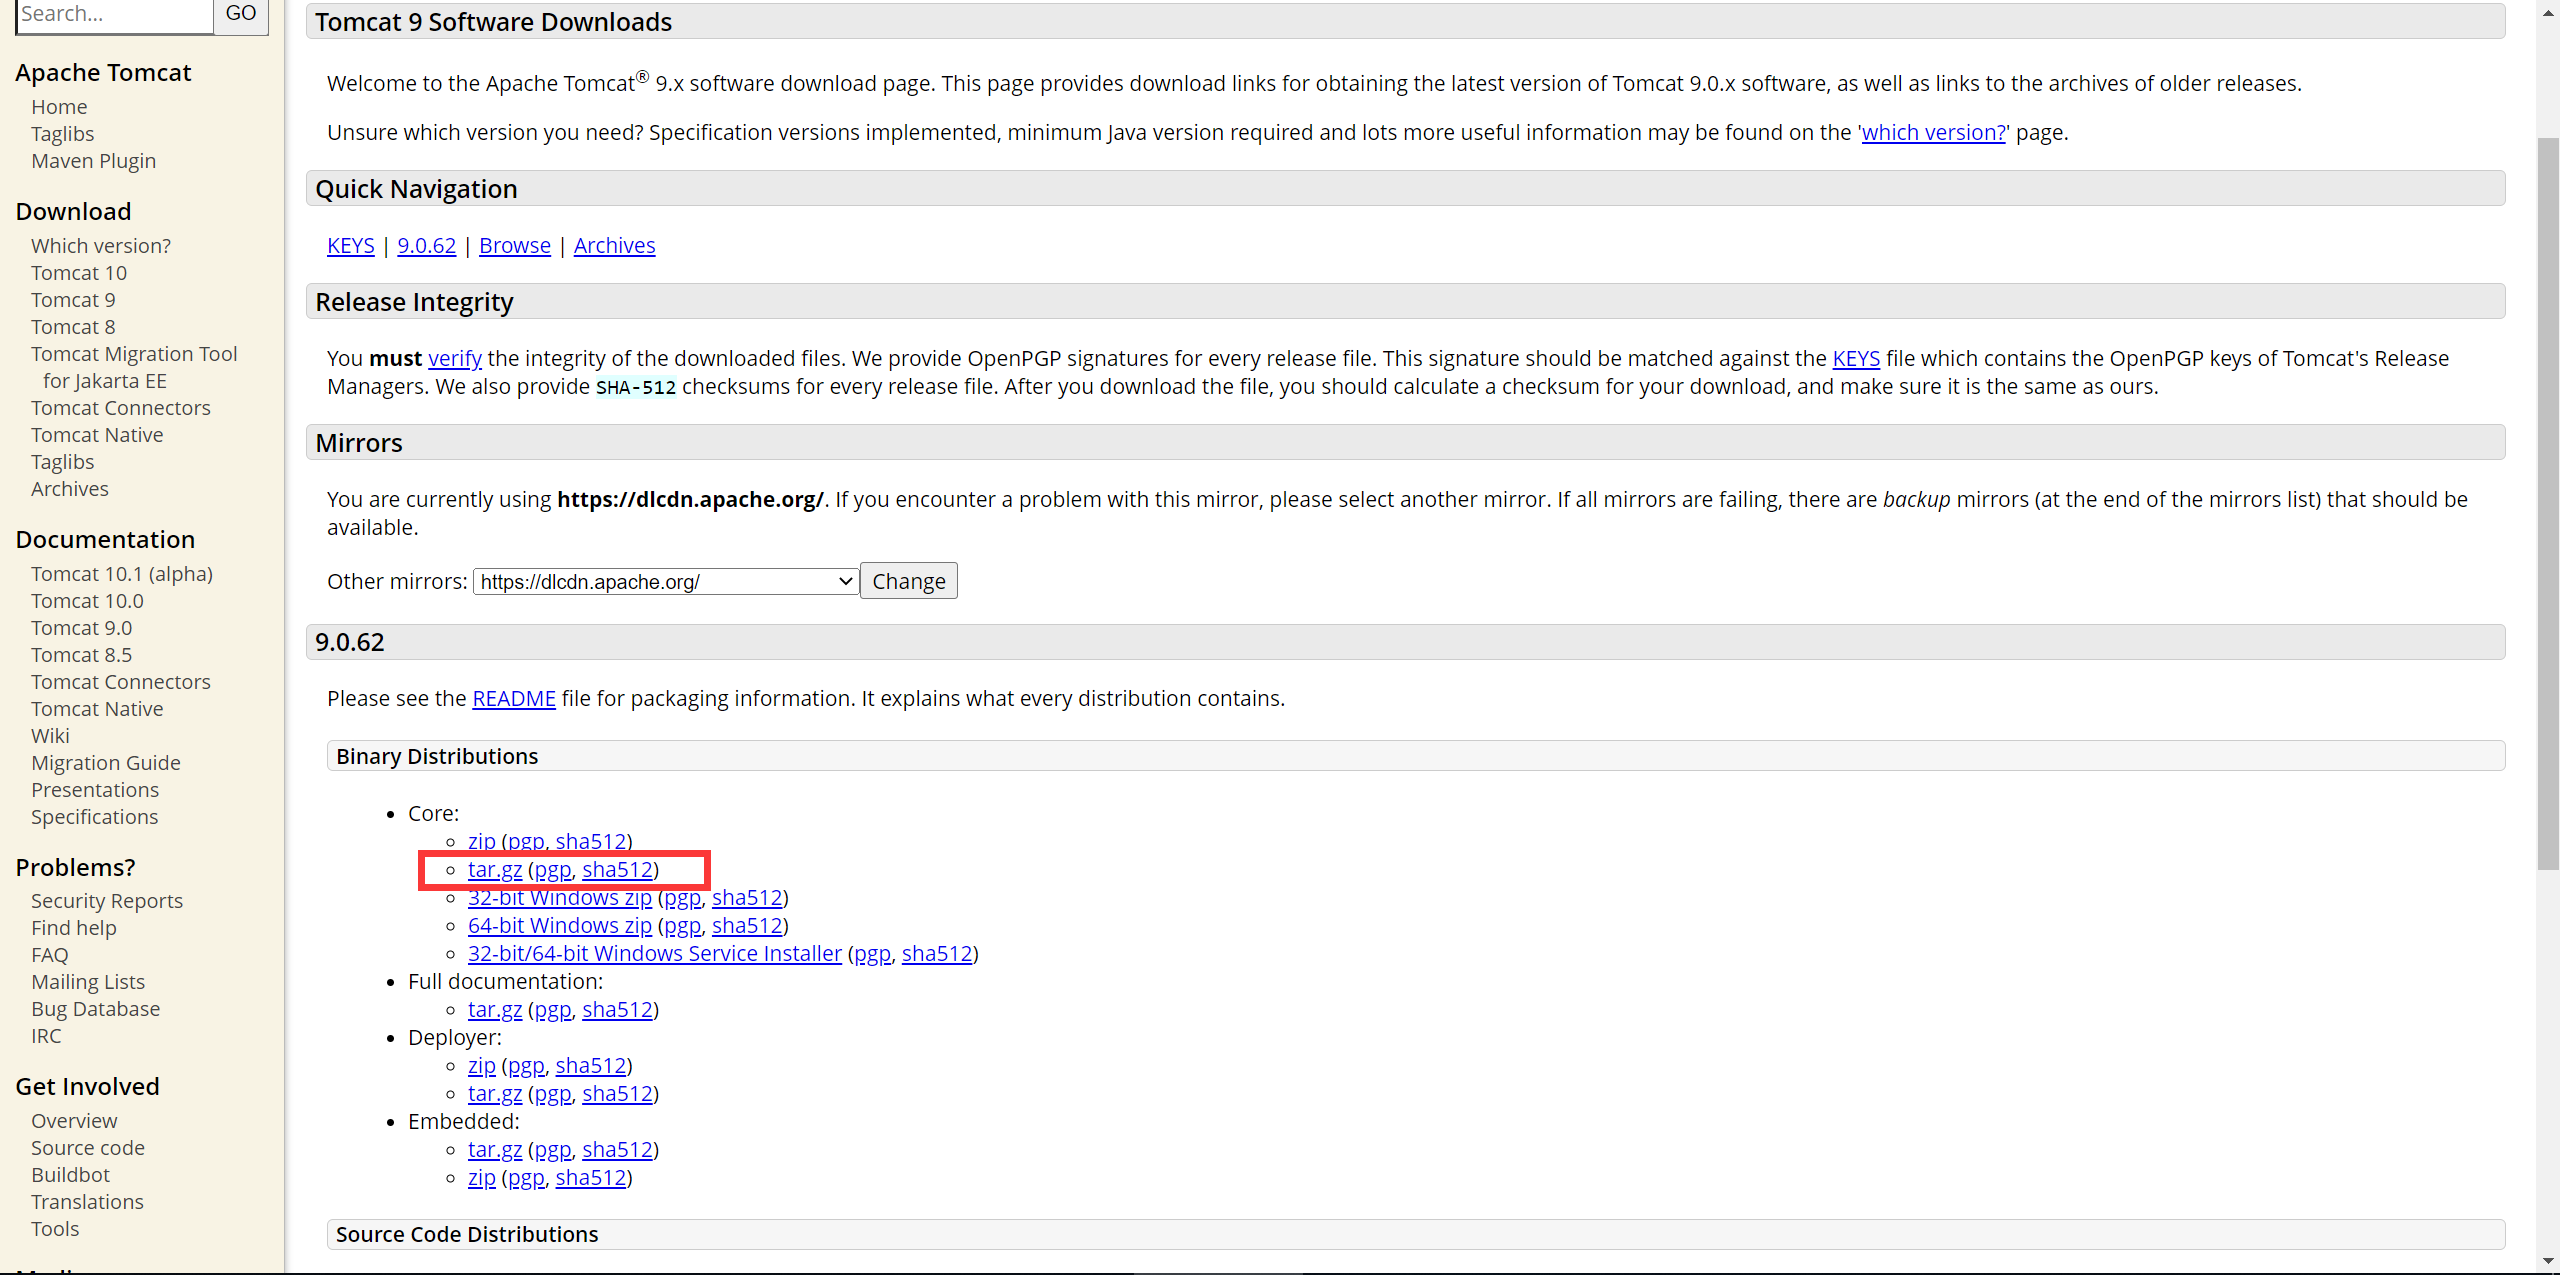 Search...
GO
Apache Tomcat
Home
Taglibs
Maven Plugin
Download
Which version?
Tomcat 10
Tomcat 9
Tomcat 8
Tomcat Migration Tool
for Jakarta EE
Tomcat Connectors
Tomcat Native
Taglibs
Archives
Documentation
Tomcat 10.1 (alpha)
Tomcat 10.0
Tomcat 9.0
Tomcat 8.5
Tomcat Connectors
Tomcat Native
Wiki
Migration Guide
Presentations
Specifications
Problems?
Security Reports
Find help
FAQ
Mailing Lists
Bug Database
IRC
Get Involved
Overview
Source code
Buildbot
Translations
Tools
Tomcat 9 Software Downloads
Welcome to the Apache Tomcat® 9.x software download page. This page provides download links for obtaining the latest version of Tomcat 9.0.x software, as well as links to the archives of older releases.
Unsure which version you need? Specification versions implemented, minimum Java version required and lots more useful information may be found on the 'which version?' page.
Quick Navigation
KEYS | 9.0.62 | Browse | Archives
Release Integrity
You must verify the integrity of the downloaded files. We provide OpenPGP signatures for every release file. This signature should be matched against the KEYS file which contains the OpenPGP keys of Tomcat's Release
Managers. We also provide SHA-512 checksums for every release file. After you download the file, you should calculate a checksum for your download, and make sure it is the same as ours.
Mirrors
You are currently using https://dlcdn.apache.org/. If you encounter a problem with this mirror, please select another mirror. If all mirrors are failing, there are backup mirrors (at the end of the mirrors list) that should be
available.
Other mirrors: https://dlcdn.apache.org/ Change
9.0.62
Please see the README file for packaging information. It explains what every distribution contains.
Binary Distributions
Core:
zip (pgp, sha512)
tar.gz (pgp, sha512)
32-bit Windows zip (pgp, sha512)
64-bit Windows zip (pgp, sha512)
32-bit/64-bit Windows Service Installer (pgp, sha512)
Full documentation:
tar.gz (pgp, sha512)
Deployer:
zip (pgp, sha512)
tar.gz (pgp, sha512)
Embedded:
tar.gz (pgp, sha512)
zip (pgp, sha512)
Source Code Distributions